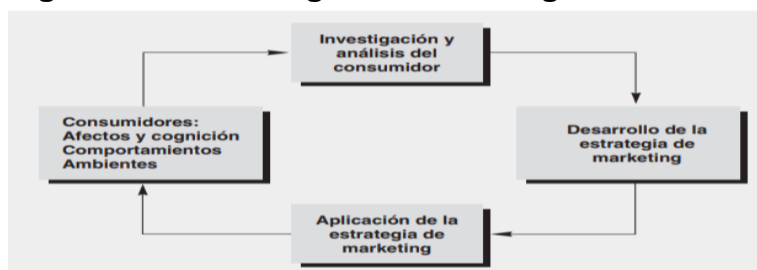 Investigación y
análisis del
consumidor
Consumidores:
Afectos y cognición
Comportamientos
Ambientes
Desarrollo de la
estrategia de
marketing
Aplicación de la
estrategia de
marketing